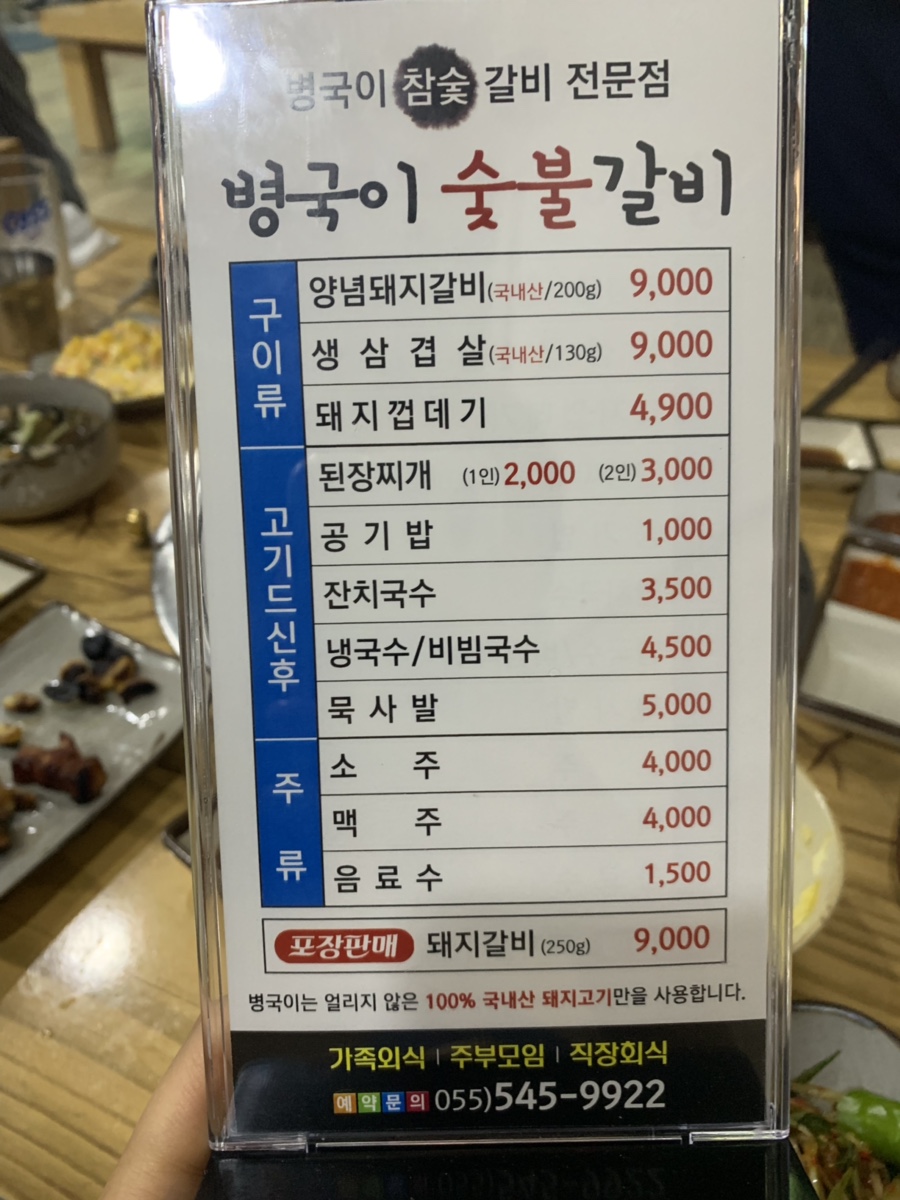 병국이 참숯 갈비 전문점
병국이 숯불갈비
구이류
양념돼지갈비(국내산/200g) 9,000
생삼겹살(국내산/130g) 9,000
돼지껍데기 4,900
고기드신후
된장찌개 (1인)2,000 (2인)3,000
공기밥 1,000
잔치국수 3,500
냉국수/비빔국수 4,500
묵사발 5,000
주류
소주 4,000
맥주 4,000
음료수 1,500
포장판매 돼지갈비(250g) 9,000
병국이는 얼리지 않은 100% 국내산 돼지고기만을 사용합니다.
가족외식 | 주부모임 | 직장회식
예약문의 055)545-9922